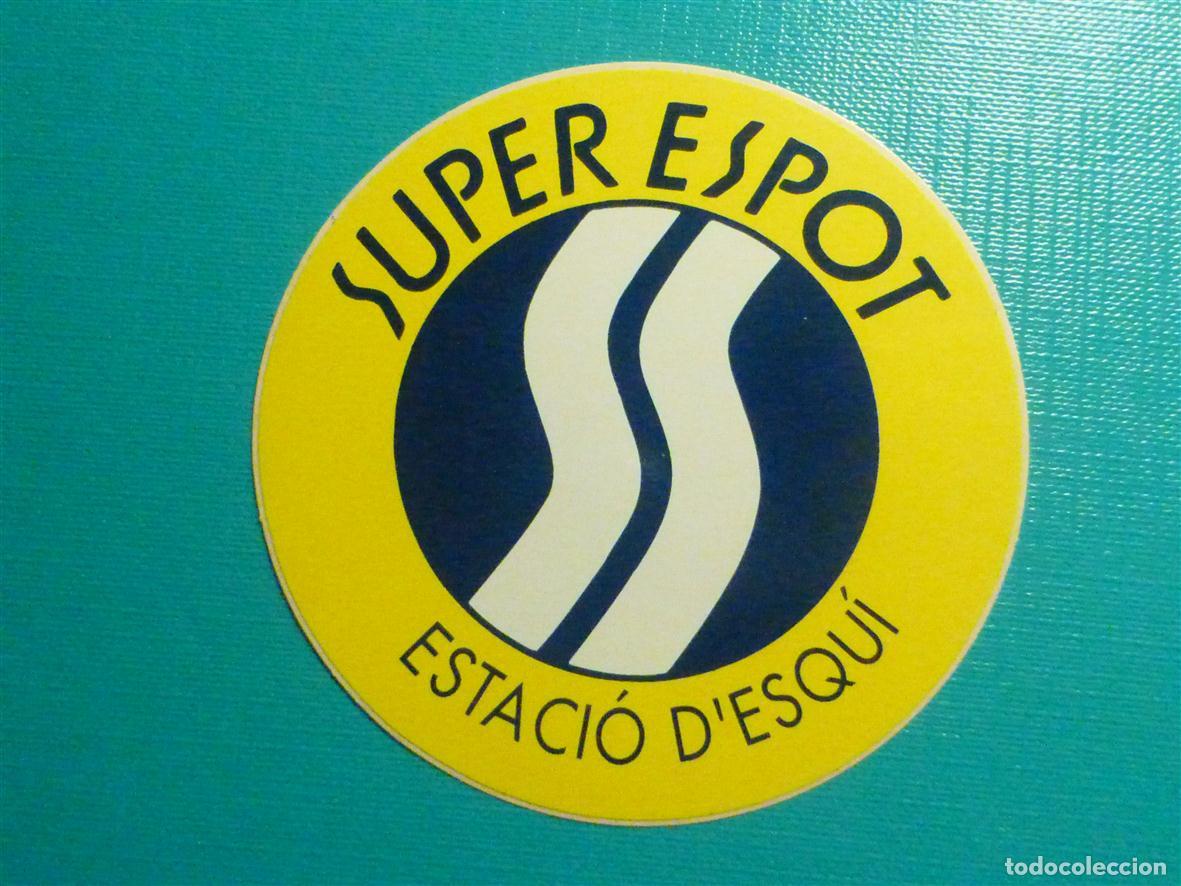 SUPER ESPOT
ESTACIÓ D'ESQUÍ
todocoleccion